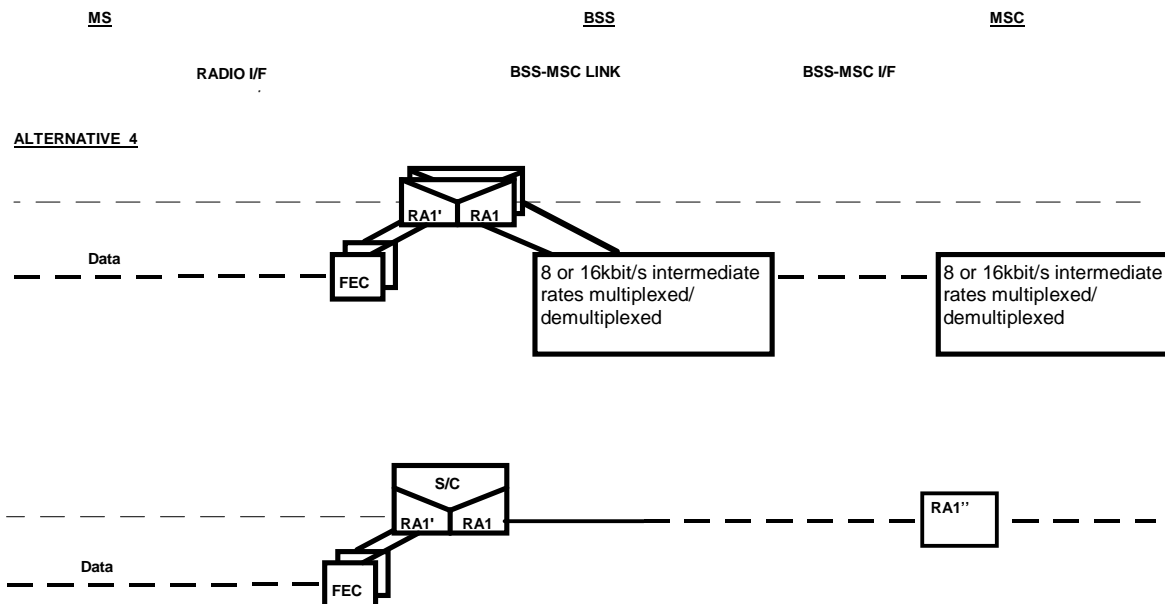 MS BSS MSC
RADIO I/F BSS-MSC LINK BSS-MSC I/F
ALTERNATIVE 4
RA1' RA1
Data
FEC
8 or 16kbit/s intermediate
rates multiplexed/
demultiplexed
8 or 16kbit/s intermediate
rates multiplexed/
demultiplexed
S/C
RA1' RA1
RA1''
Data
FEC